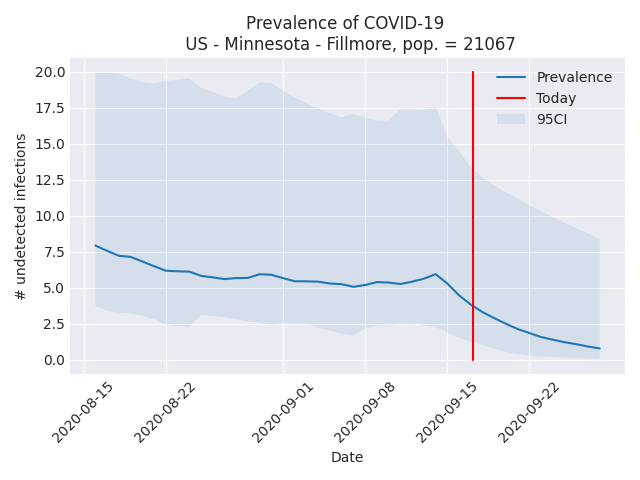 Prevalence of COVID-19
US - Minnesota - Fillmore, pop. = 21067
20.0
17.5
15.0
12.5
10.0
7.5
5.0
2.5
0.0
# undetected infections
Prevalence
Today
95CI
2020-08-15
2020-08-22
2020-09-01
2020-09-08
2020-09-15
2020-09-22
Date